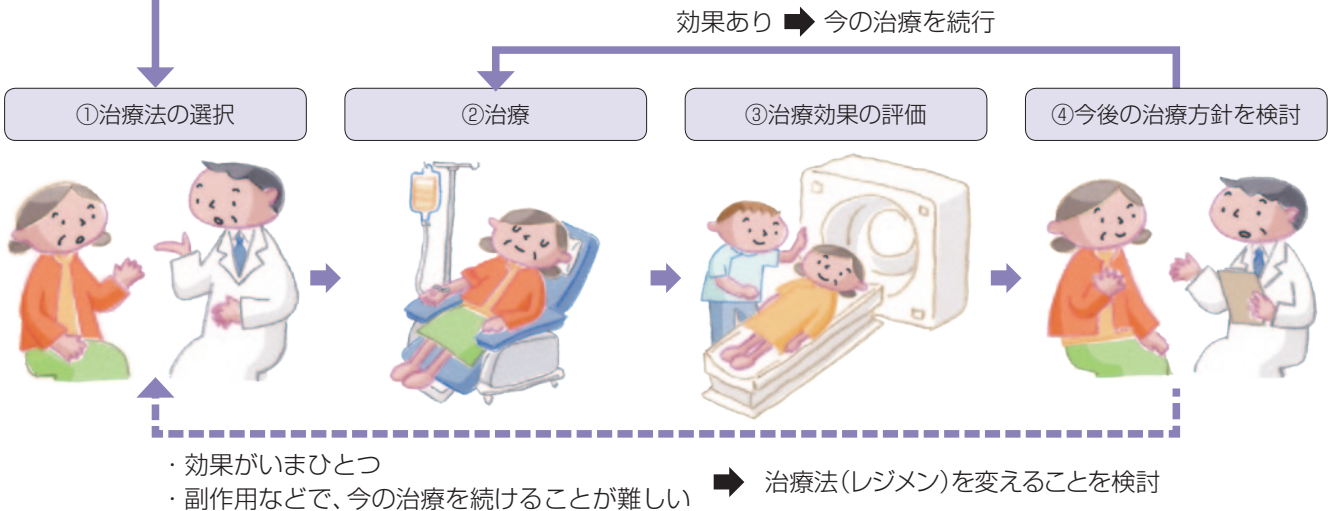 効果あり ➡ 今の治療を続行
①治療法の選択
②治療
③治療効果の評価
④今後の治療方針を検討
・効果がいまひとつ
・副作用などで、今の治療を続けることが難しい
➡ 治療法（レジメン）を変えることを検討